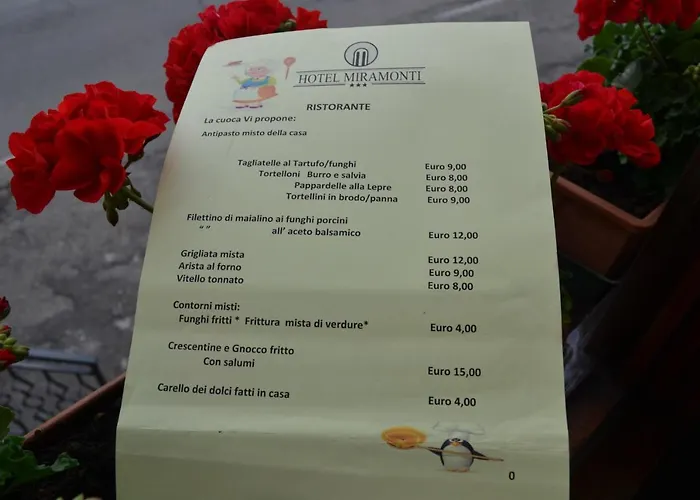 HOTEL MIRAMONTI
★★★
RISTORANTE
La cuoca Vi propone:
Antipasto misto della casa
Tagliatelle al Tartufo/funghi Euro 9,00
Tortelloni Burro e salvia Euro 8,00
Pappardelle alla Lepre Euro 8,00
Tortellini in brodo/panna Euro 9,00
Filettino di maialino ai funghi porcini
“ ” all’ aceto balsamico Euro 12,00
Grigliata mista Euro 12,00
Arista al forno Euro 9,00
Vitello tonnato Euro 8,00
Contorni misti:
Funghi fritti * Frittura mista di verdure* Euro 4,00
Crescentine e Gnocco fritto
Con salumi Euro 15,00
Carello dei dolci fatti in casa Euro 4,00
0